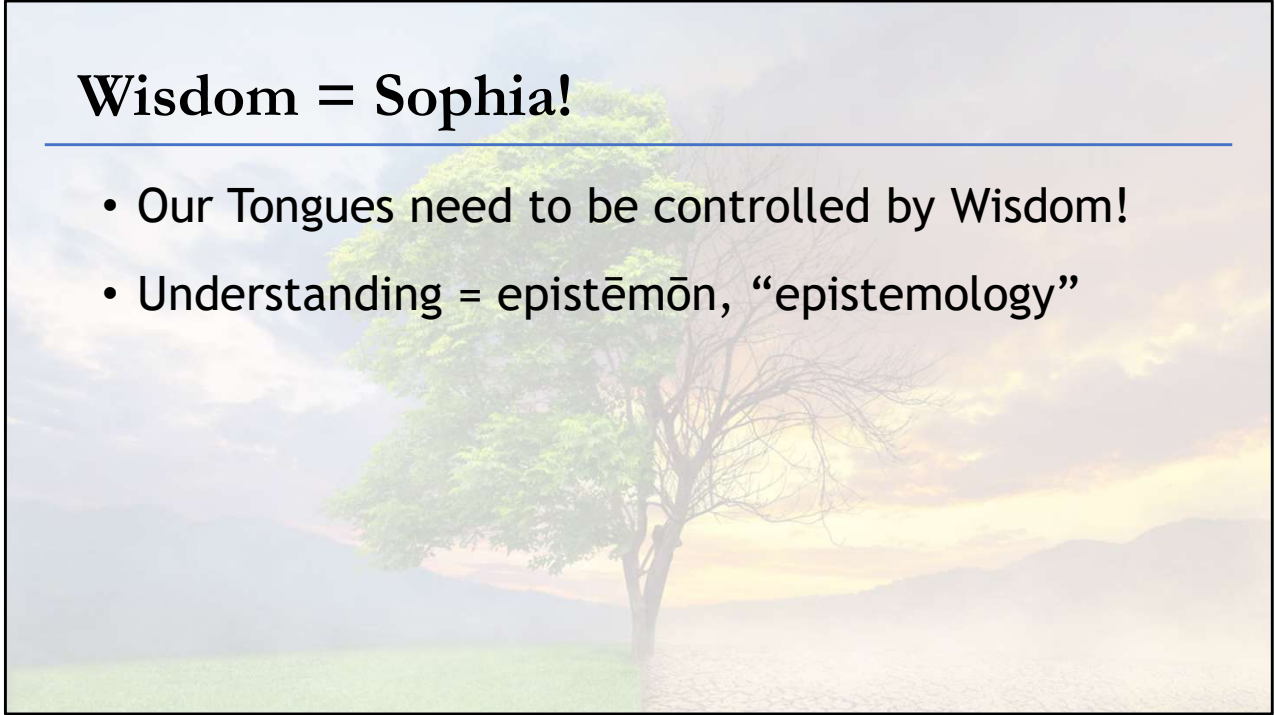 Wisdom = Sophia!
• Our Tongues need to be controlled by Wisdom!
• Understanding = epistēmōn, “epistemology”